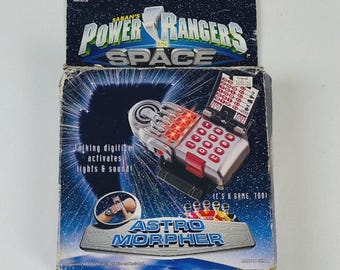 SABAN'S
POWER RANGERS
IN
SPACE
Talking digitizer
activates
lights & sound!
IT'S A GAME, TOO!
ASTRO
MORPHER